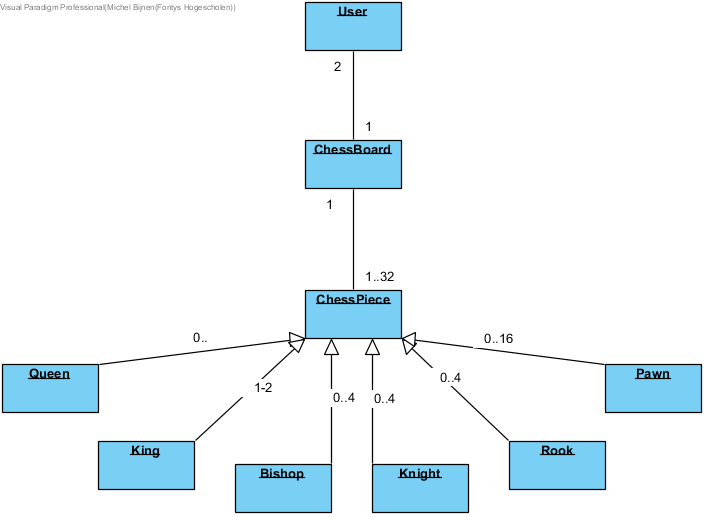 Visual Paradigm Professional(Michel Bijnen(Fontys Hogescholen))
User
2
1
ChessBoard
1
1..32
ChessPiece
0..
0..16
Queen
1-2
0..4
0..4
0..4
Pawn
King
Rook
Bishop
Knight